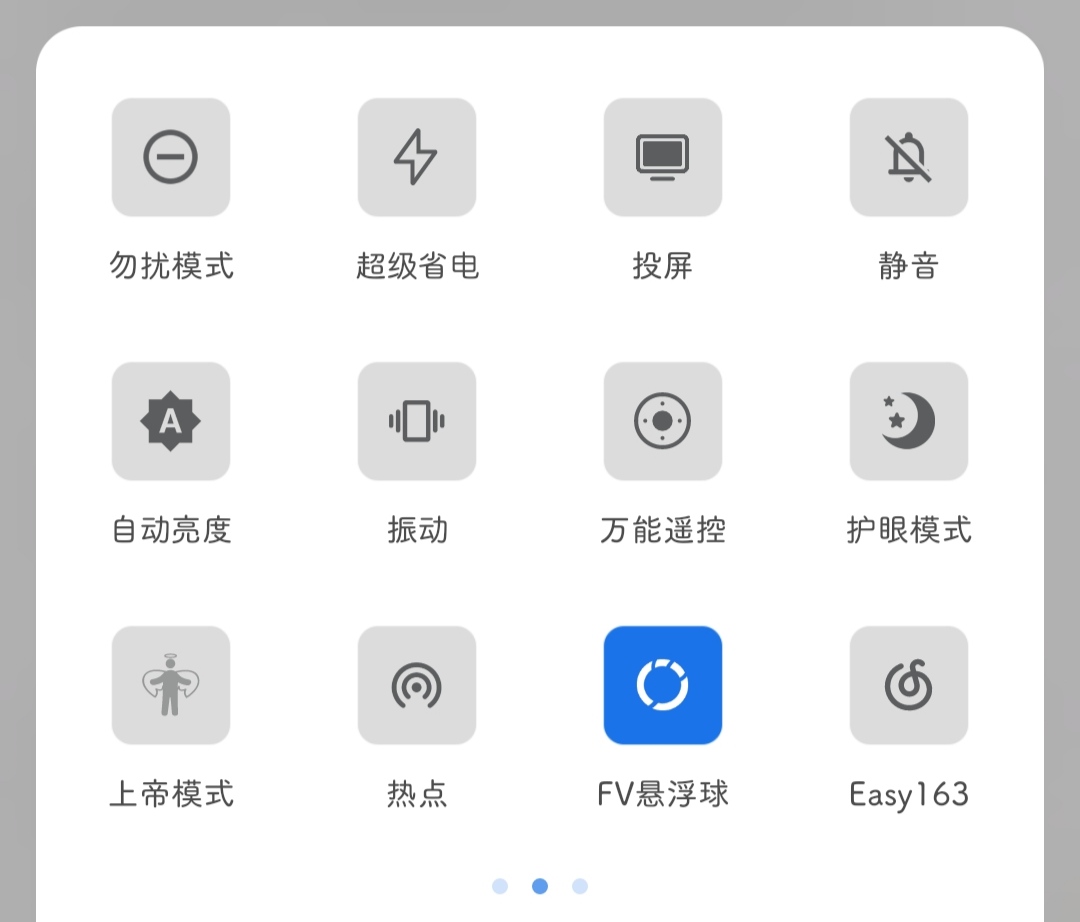 勿扰模式 超级省电 投屏 静音
A
自动亮度 振动 万能遥控 护眼模式
上帝模式 热点 FV悬浮球 Easy163